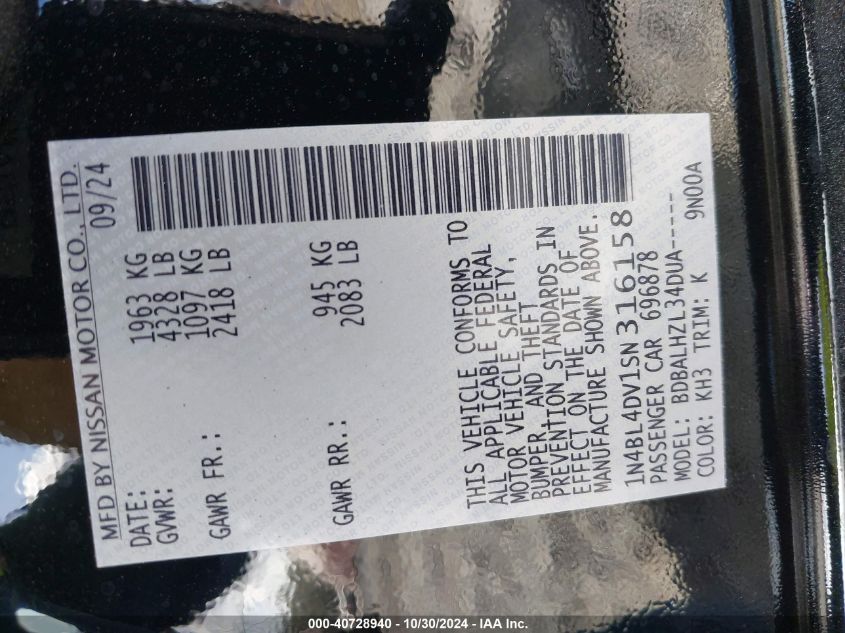 MFD BY NISSAN MOTOR CO., LTD.
DATE: 09/24
GVWR: 1963 KG
4328 LB
GAWR FR.: 1097 KG
2418 LB
GAWR RR.: 945 KG
2083 LB
THIS VEHICLE CONFORMS TO
ALL APPLICABLE FEDERAL
MOTOR VEHICLE SAFETY,
BUMPER, AND THEFT
PREVENTION STANDARDS IN
EFFECT ON THE DATE OF
MANUFACTURE SHOWN ABOVE.
1N4BL4DV1SN316158
PASSENGER CAR 696878
MODEL: BDBALHZL34DUA-----
COLOR: KH3 TRIM: K 9N00A
000-40728940 - 10/30/2024 - IAA Inc.